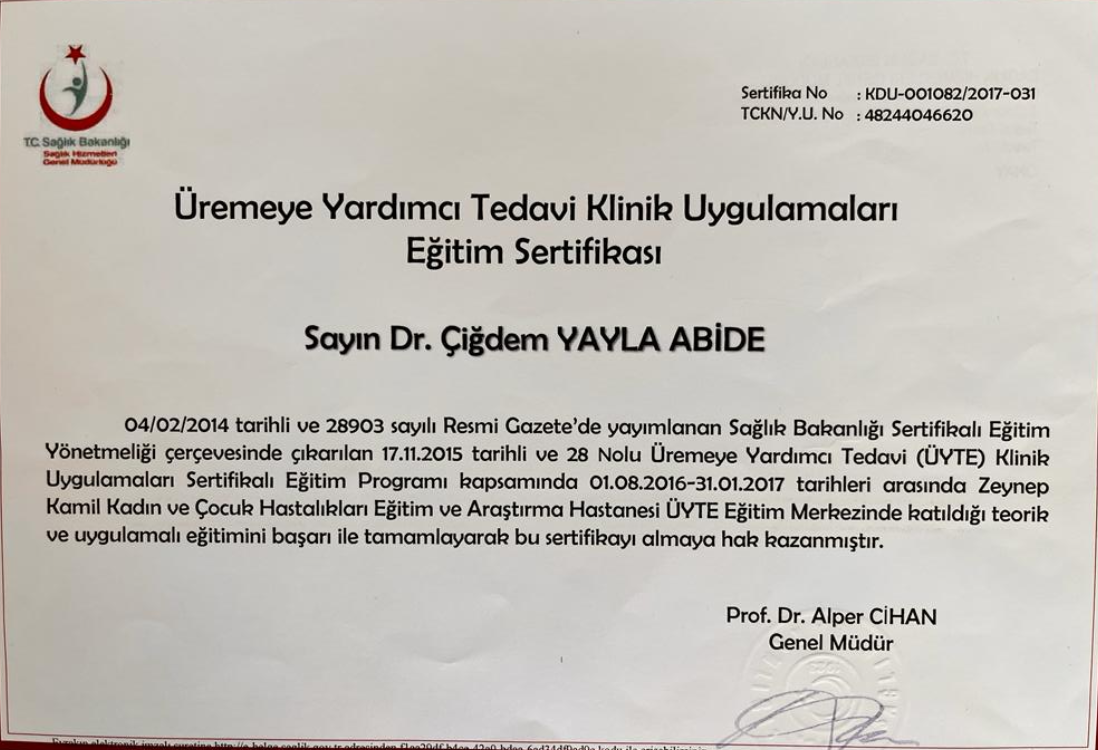 T.C. Sağlık Bakanlığı
Sağlık Hizmetleri
Genel Müdürlüğü
Sertifika No : KDU-001082/2017-031
TCKN/Y.U. No : 48244046620
Üremeye Yardımcı Tedavi Klinik Uygulamaları
Eğitim Sertifikası
Sayın Dr. Çiğdem YAYLA ABİDE
04/02/2014 tarihli ve 28903 sayılı Resmi Gazete’de yayımlanan Sağlık Bakanlığı Sertifikalı Eğitim
Yönetmeliği çerçevesinde çıkarılan 17.11.2015 tarihli ve 28 Nolu Üremeye Yardımcı Tedavi (ÜYTE) Klinik
Uygulamaları Sertifikalı Eğitim Programı kapsamında 01.08.2016-31.01.2017 tarihleri arasında Zeynep
Kamil Kadın ve Çocuk Hastalıkları Eğitim ve Araştırma Hastanesi ÜYTE Eğitim Merkezinde katıldığı teorik
ve uygulamalı eğitimini başarı ile tamamlayarak bu sertifikayı almaya hak kazanmıştır.
Prof. Dr. Alper CİHAN
Genel Müdür